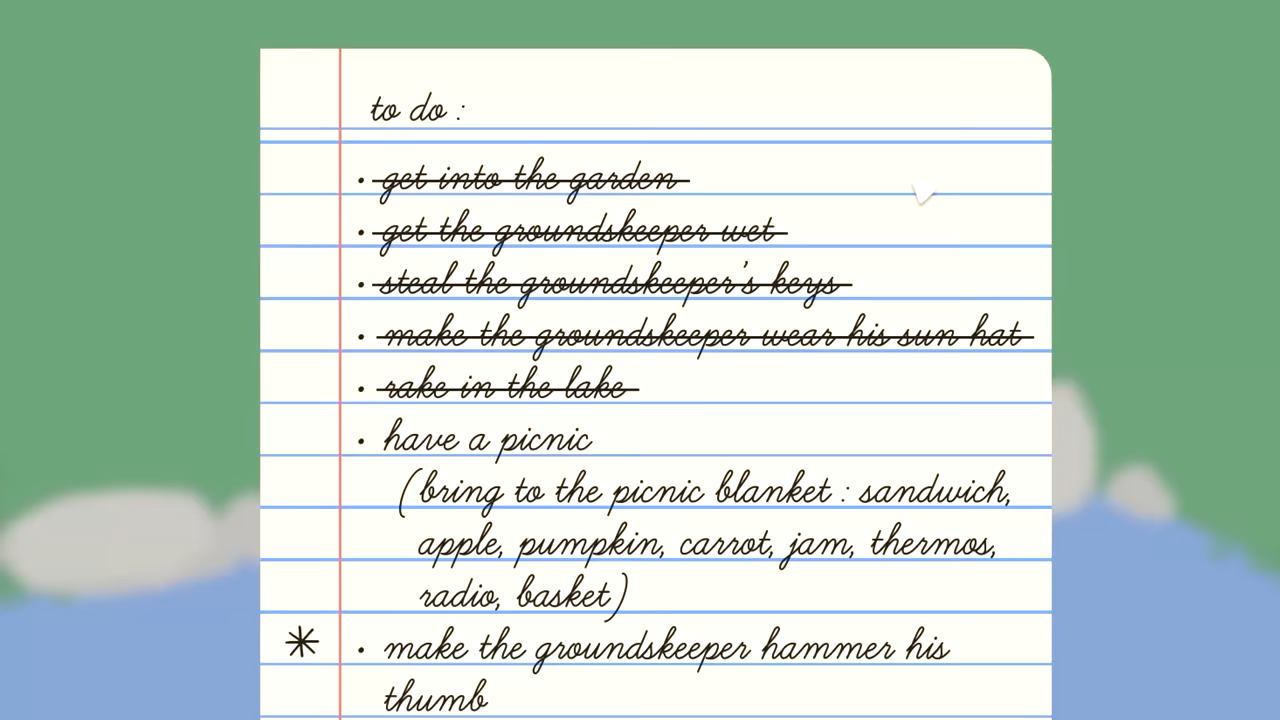 to do :
• get into the garden
• get the groundskeeper wet
• steal the groundskeeper's keys
• make the groundskeeper wear his sun hat
• rake in the lake
• have a picnic
(bring to the picnic blanket : sandwich,
apple, pumpkin, carrot, jam, thermos,
radio, basket)
* • make the groundskeeper hammer his
thumb